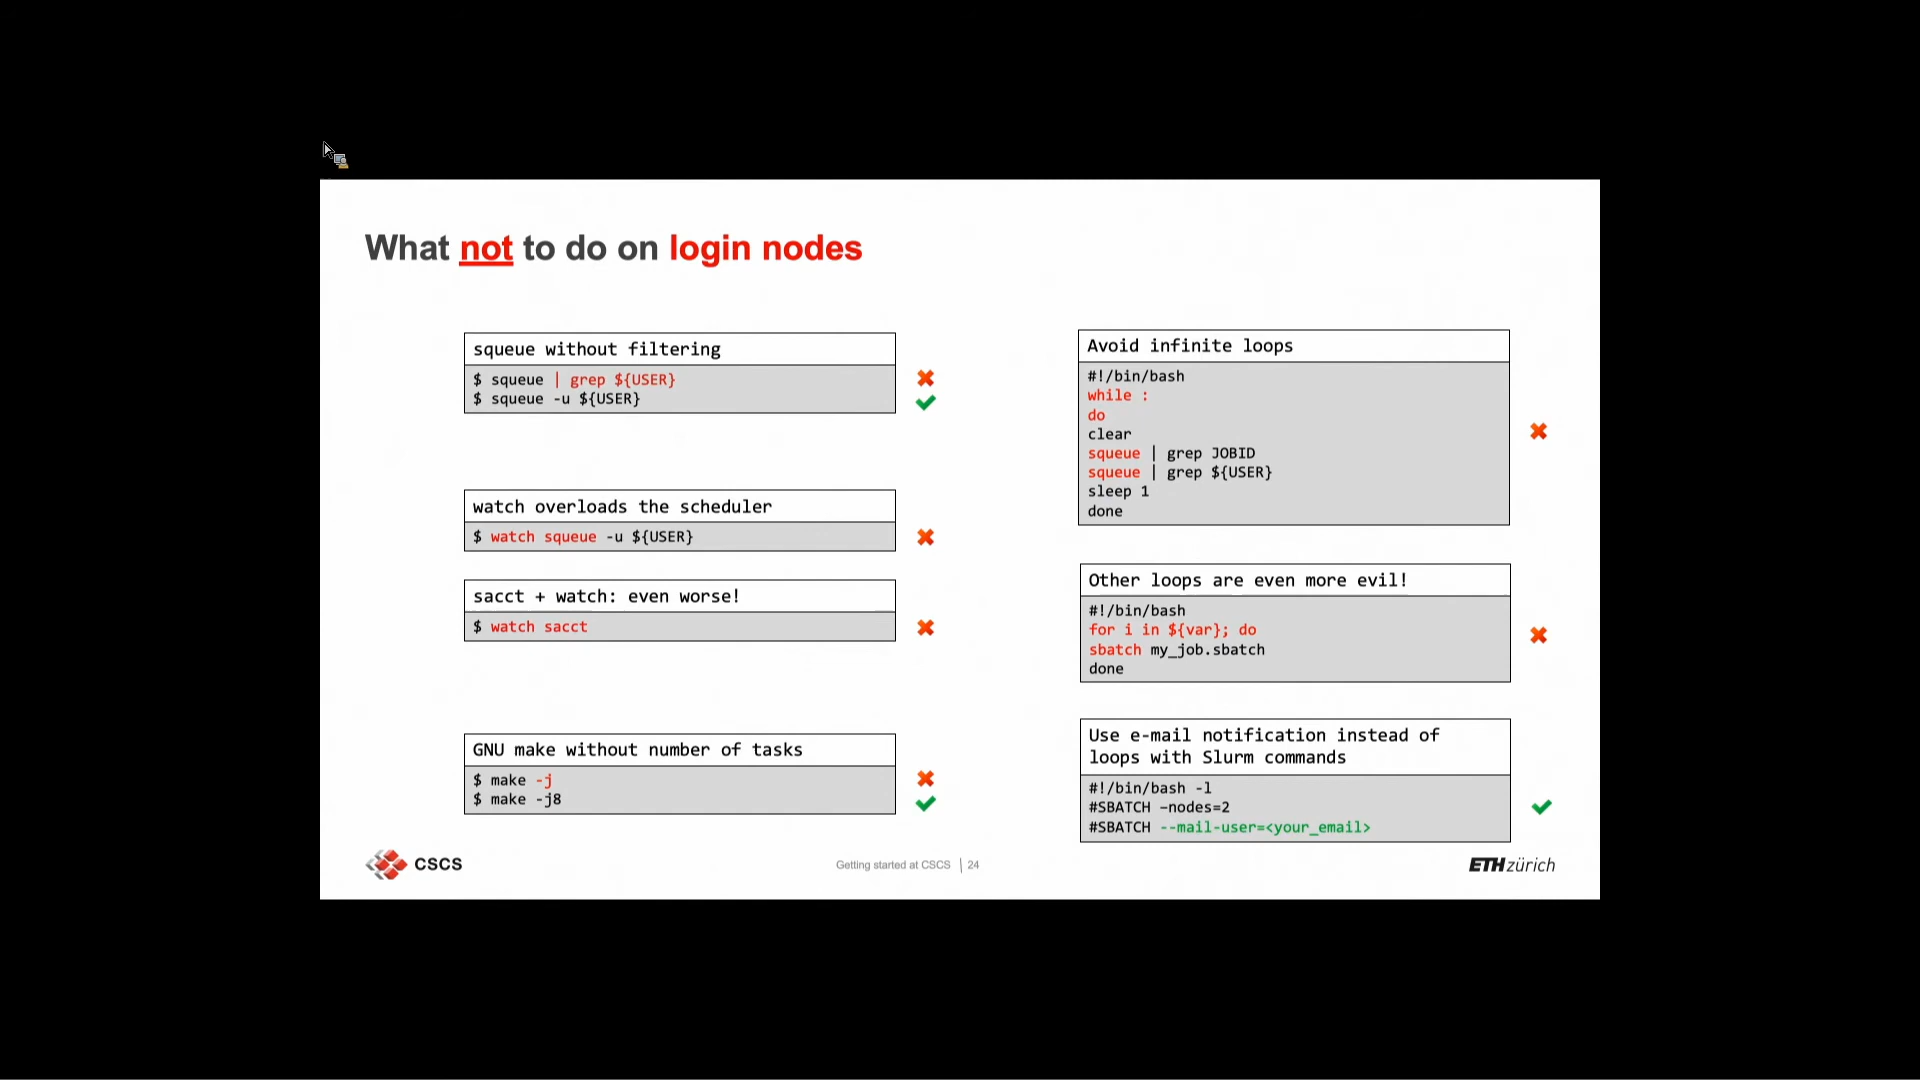 What not to do on login nodes
squeue without filtering
$ squeue | grep ${USER}
$ squeue -u ${USER}
watch overloads the scheduler
$ watch squeue -u ${USER}
sacct + watch: even worse!
$ watch sacct
GNU make without number of tasks
$ make -j
$ make -j8
Avoid infinite loops
#!/bin/bash
while :
do
clear
squeue | grep JOBID
squeue | grep ${USER}
sleep 1
done
Other loops are even more evil!
#!/bin/bash
for i in ${var}; do
sbatch my_job.sbatch
done
Use e-mail notification instead of
loops with Slurm commands
#!/bin/bash -l
#SBATCH –nodes=2
#SBATCH --mail-user=<your_email>
CSCS
Getting started at CSCS | 24
ETH zürich